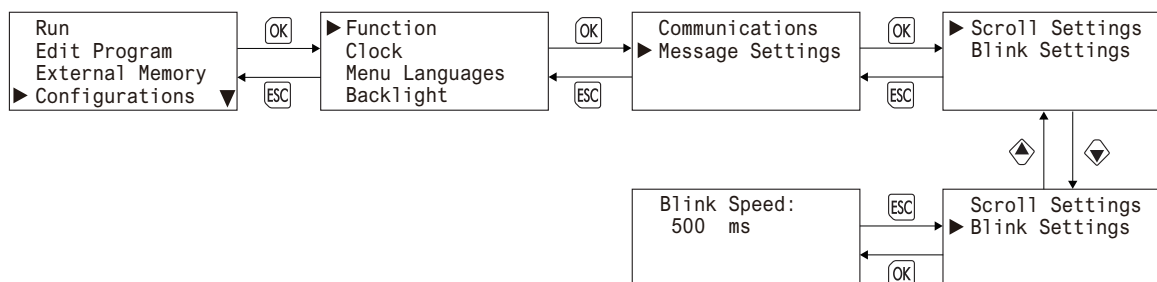 Run
Edit Program
External Memory
Configurations
OK
ESC
Function
Clock
Menu Languages
Backlight
OK
ESC
Communications
Message Settings
OK
ESC
Scroll Settings
Blink Settings
Blink Speed:
500 ms
ESC
OK
Scroll Settings
Blink Settings